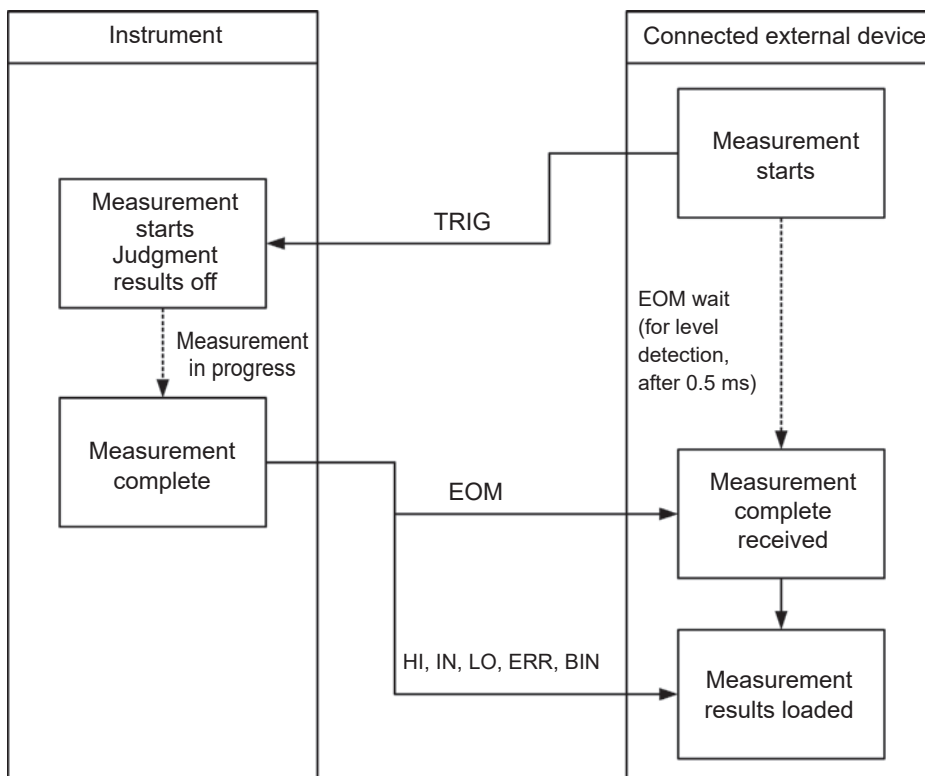 Instrument
Connected external device
Measurement
starts
Measurement
starts
Judgment
results off
TRIG
EOM wait
(for level
detection,
after 0.5 ms)
Measurement
in progress
Measurement
complete
EOM
Measurement
complete
received
HI, IN, LO, ERR, BIN
Measurement
results loaded